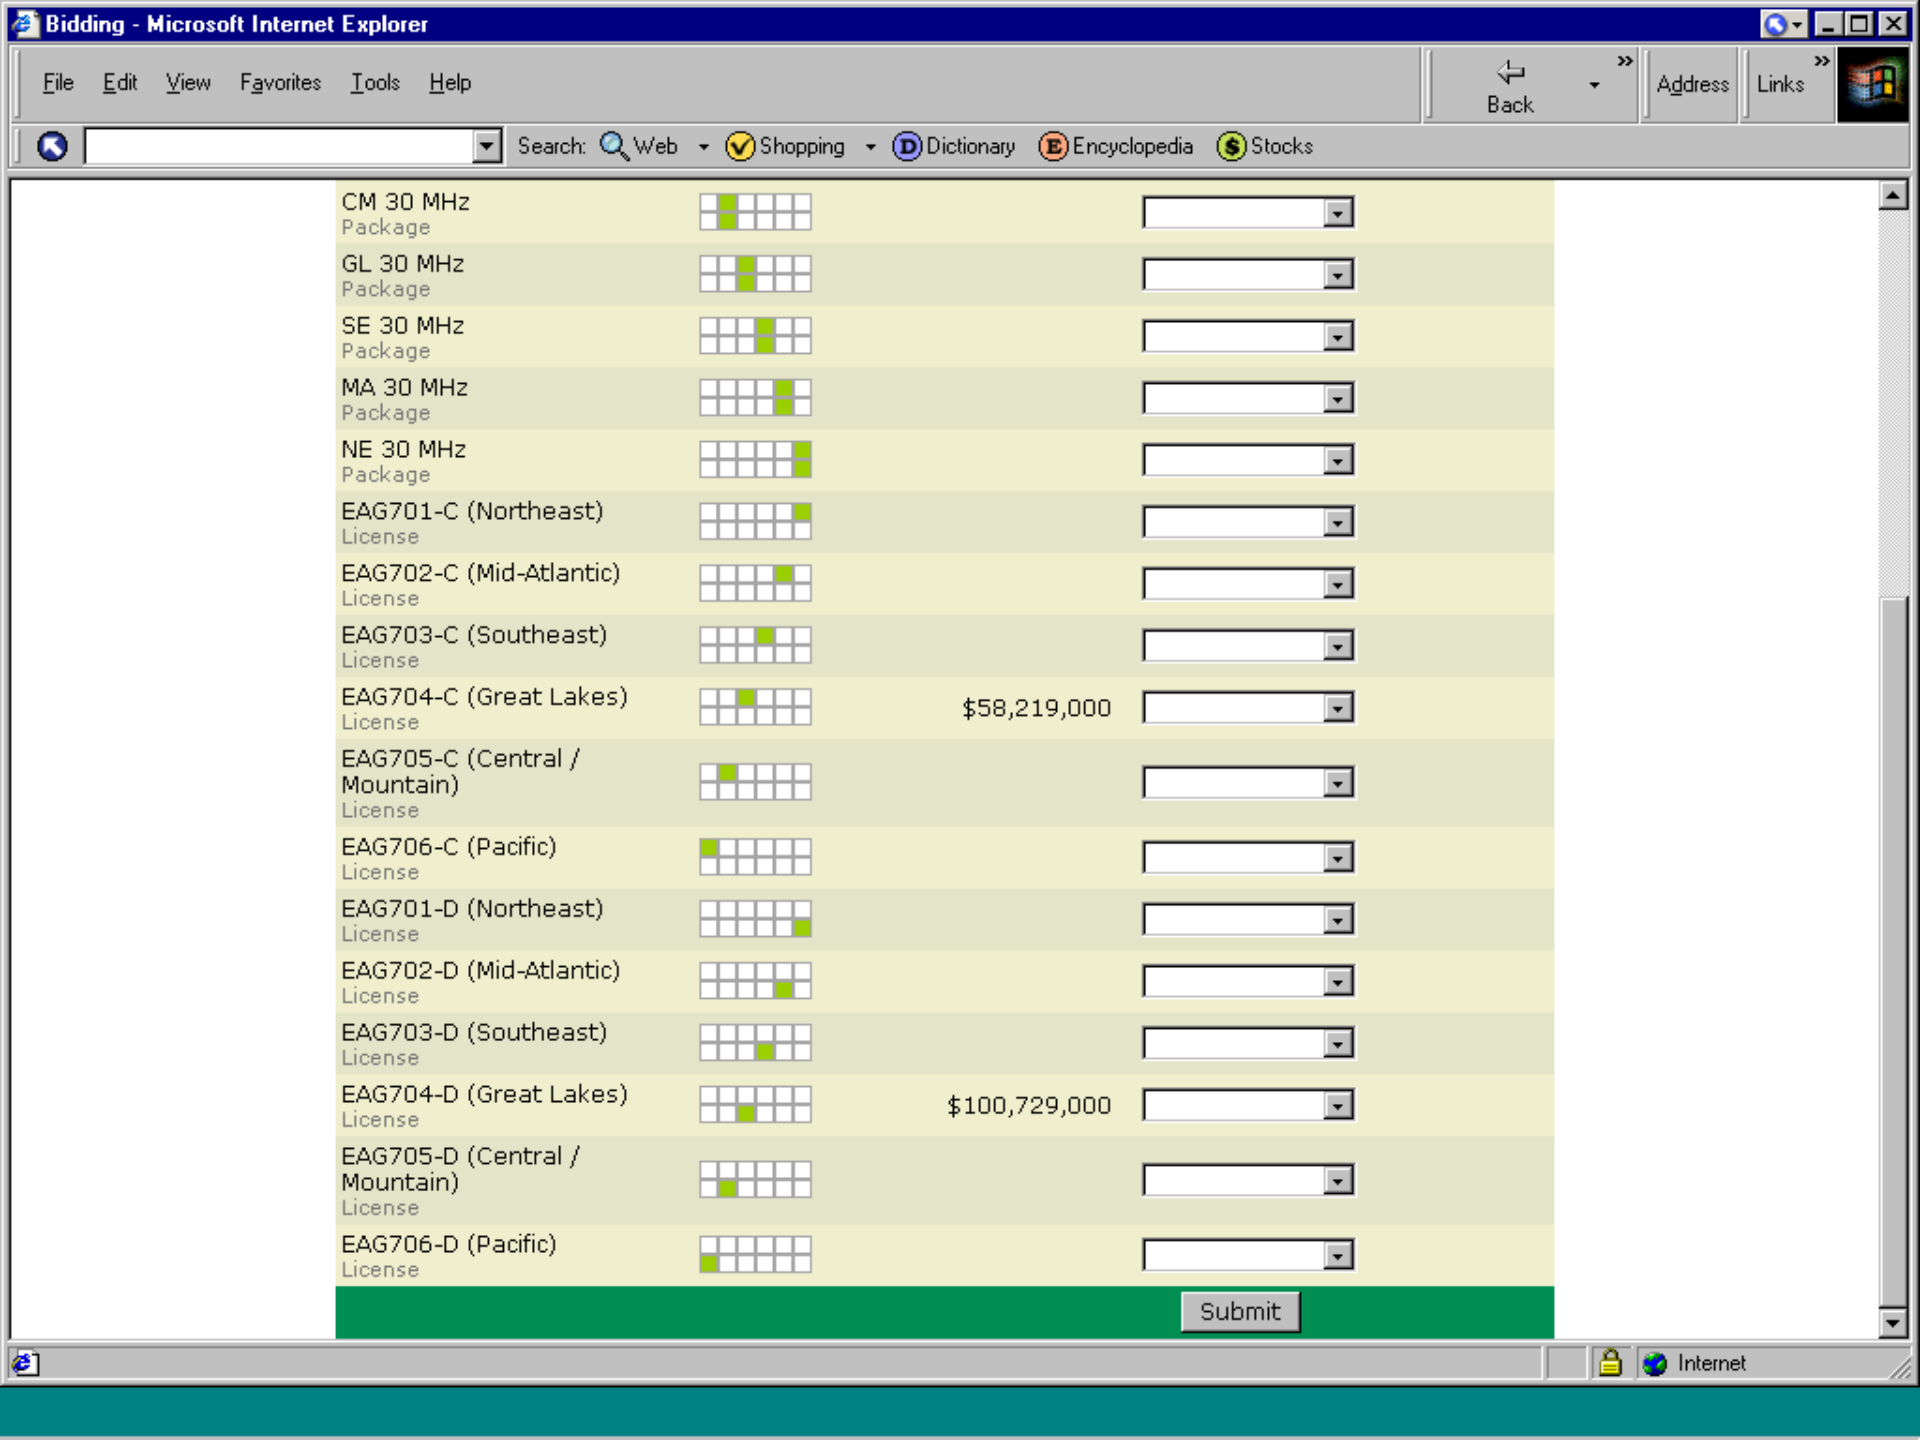 Bidding - Microsoft Internet Explorer
File Edit View Favorites Tools Help
Back
Address
Links
Search: Web Shopping Dictionary Encyclopedia Stocks
CM 30 MHz
Package
GL 30 MHz
Package
SE 30 MHz
Package
MA 30 MHz
Package
NE 30 MHz
Package
EAG701-C (Northeast)
License
EAG702-C (Mid-Atlantic)
License
EAG703-C (Southeast)
License
EAG704-C (Great Lakes) $58,219,000
License
EAG705-C (Central /
Mountain)
License
EAG706-C (Pacific)
License
EAG701-D (Northeast)
License
EAG702-D (Mid-Atlantic)
License
EAG703-D (Southeast)
License
EAG704-D (Great Lakes) $100,729,000
License
EAG705-D (Central /
Mountain)
License
EAG706-D (Pacific)
License
Submit
Internet